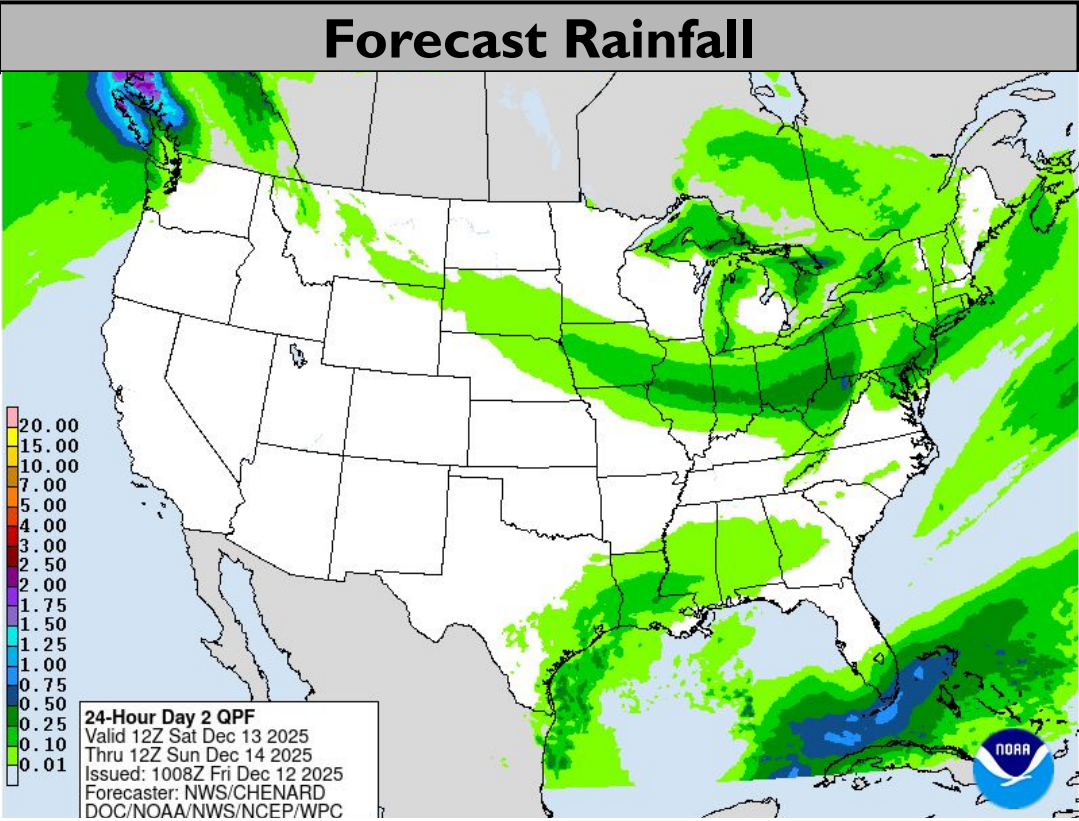 Forecast Rainfall
20.00
15.00
10.00
7.00
5.00
4.00
3.00
2.50
2.00
1.75
1.50
1.25
1.00
0.75
0.50
0.25
0.10
0.01
24-Hour Day 2 QPF
Valid 12Z Sat Dec 13 2025
Thru 12Z Sun Dec 14 2025
Issued: 1008Z Fri Dec 12 2025
Forecaster: NWS/CHENARD
DOC/NOAA/NWS/NCEP/WPC
NOAA